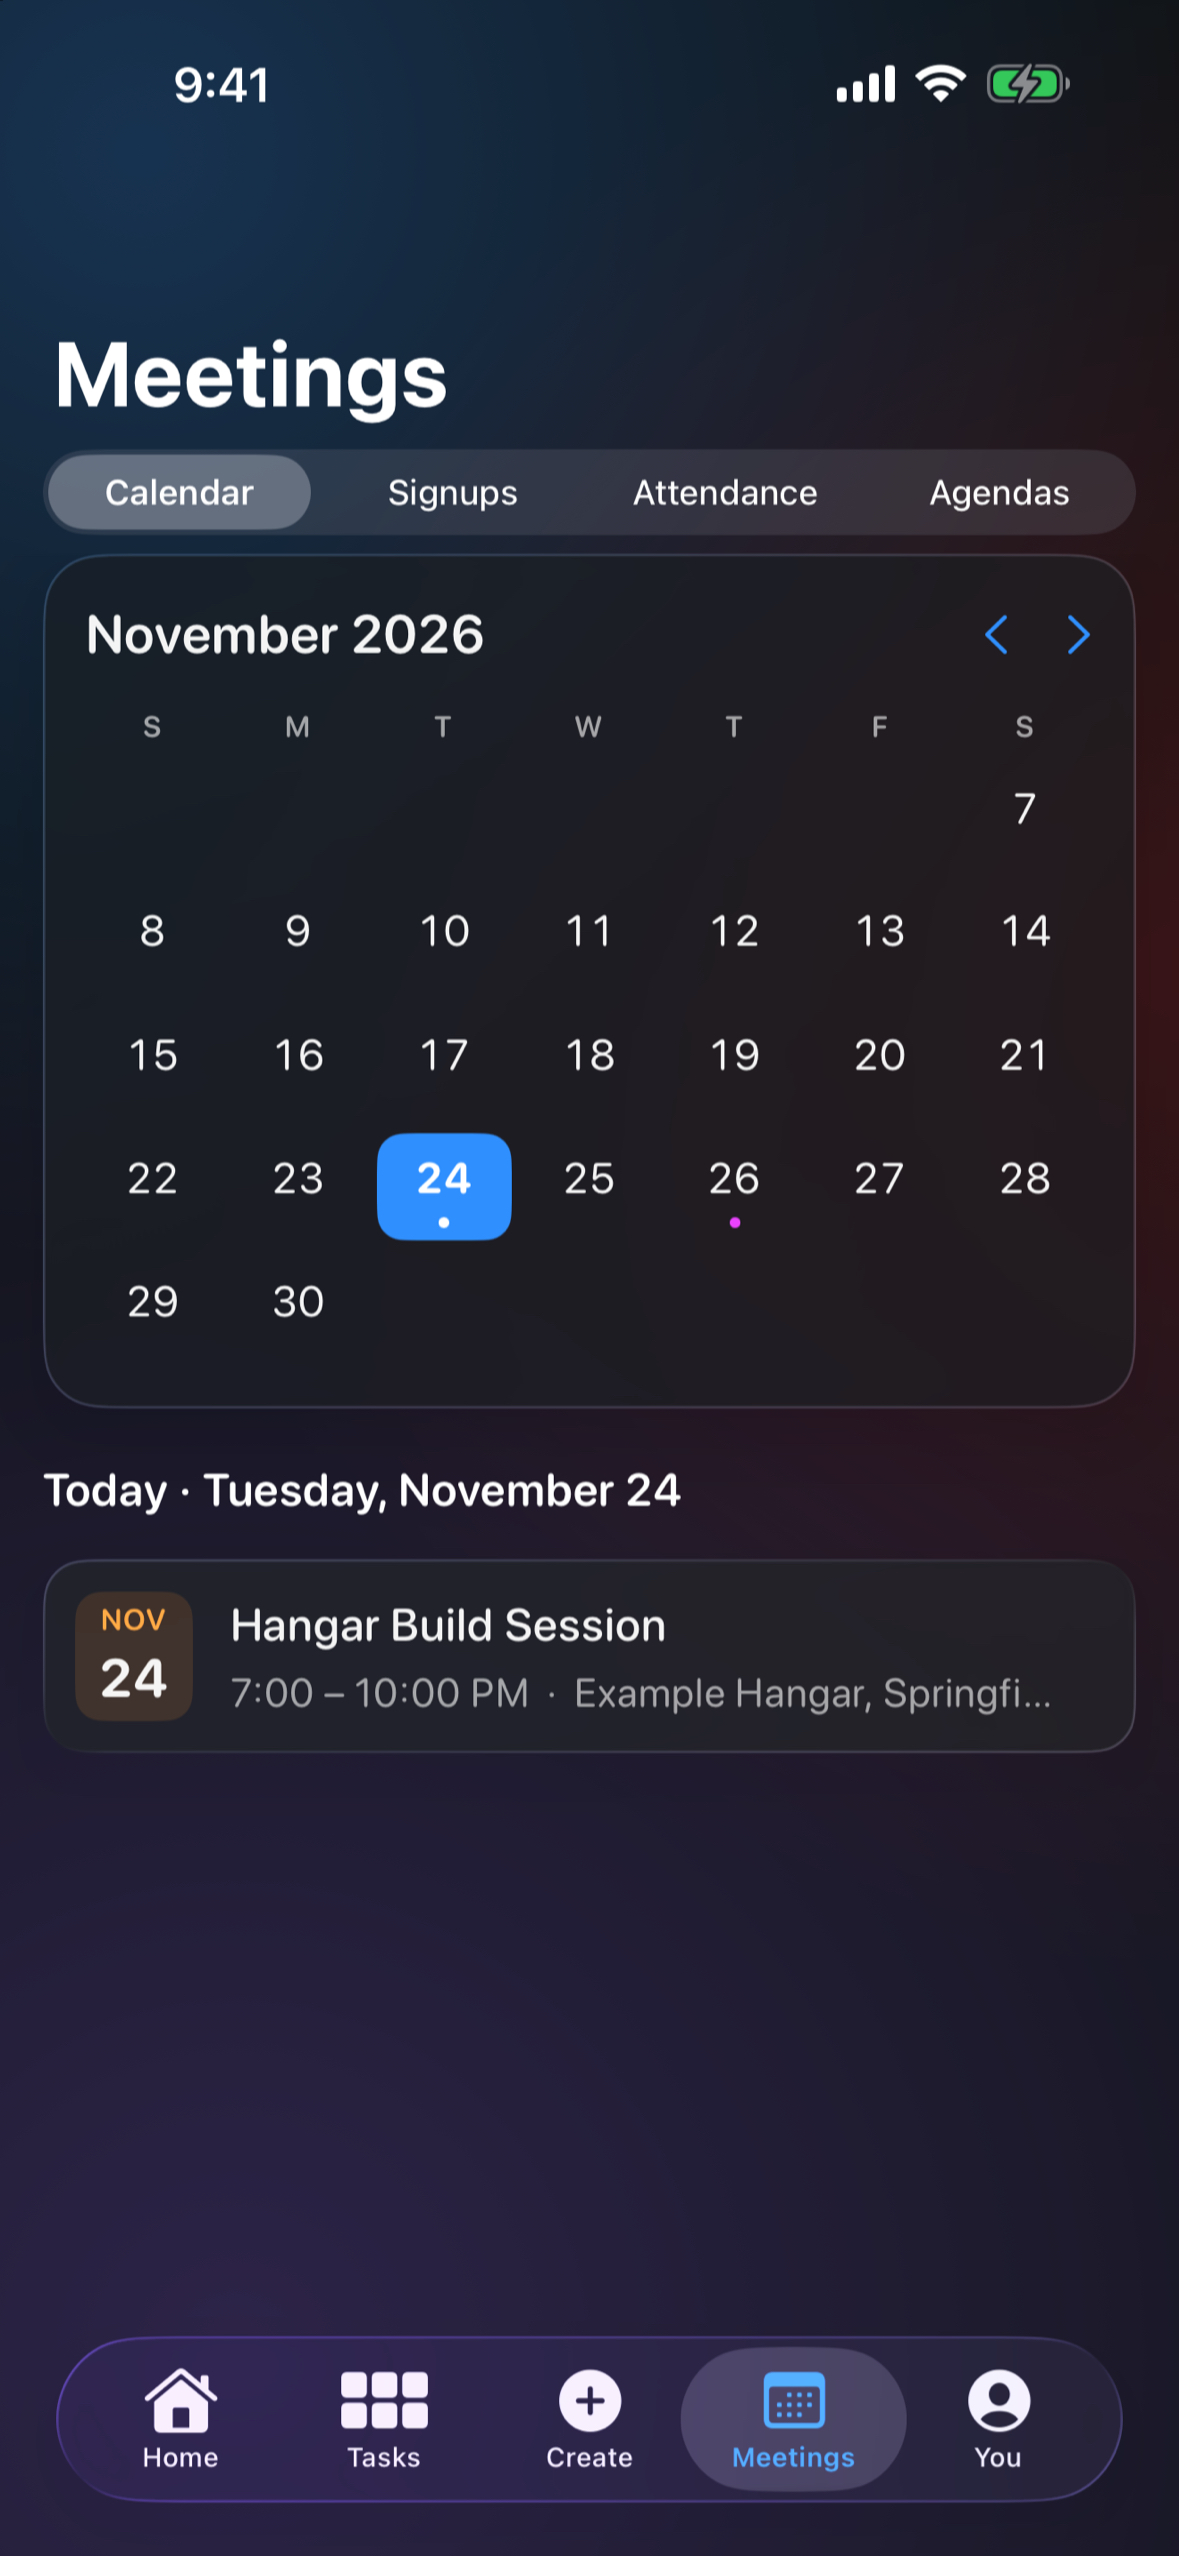 9:41
Meetings
Calendar Signups Attendance Agendas
November 2026
S M T W T F S
7
8 9 10 11 12 13 14
15 16 17 18 19 20 21
22 23 24 25 26 27 28
29 30
Today · Tuesday, November 24
NOV
24
Hangar Build Session
7:00 – 10:00 PM · Example Hangar, Springfi...
Home Tasks Create Meetings You